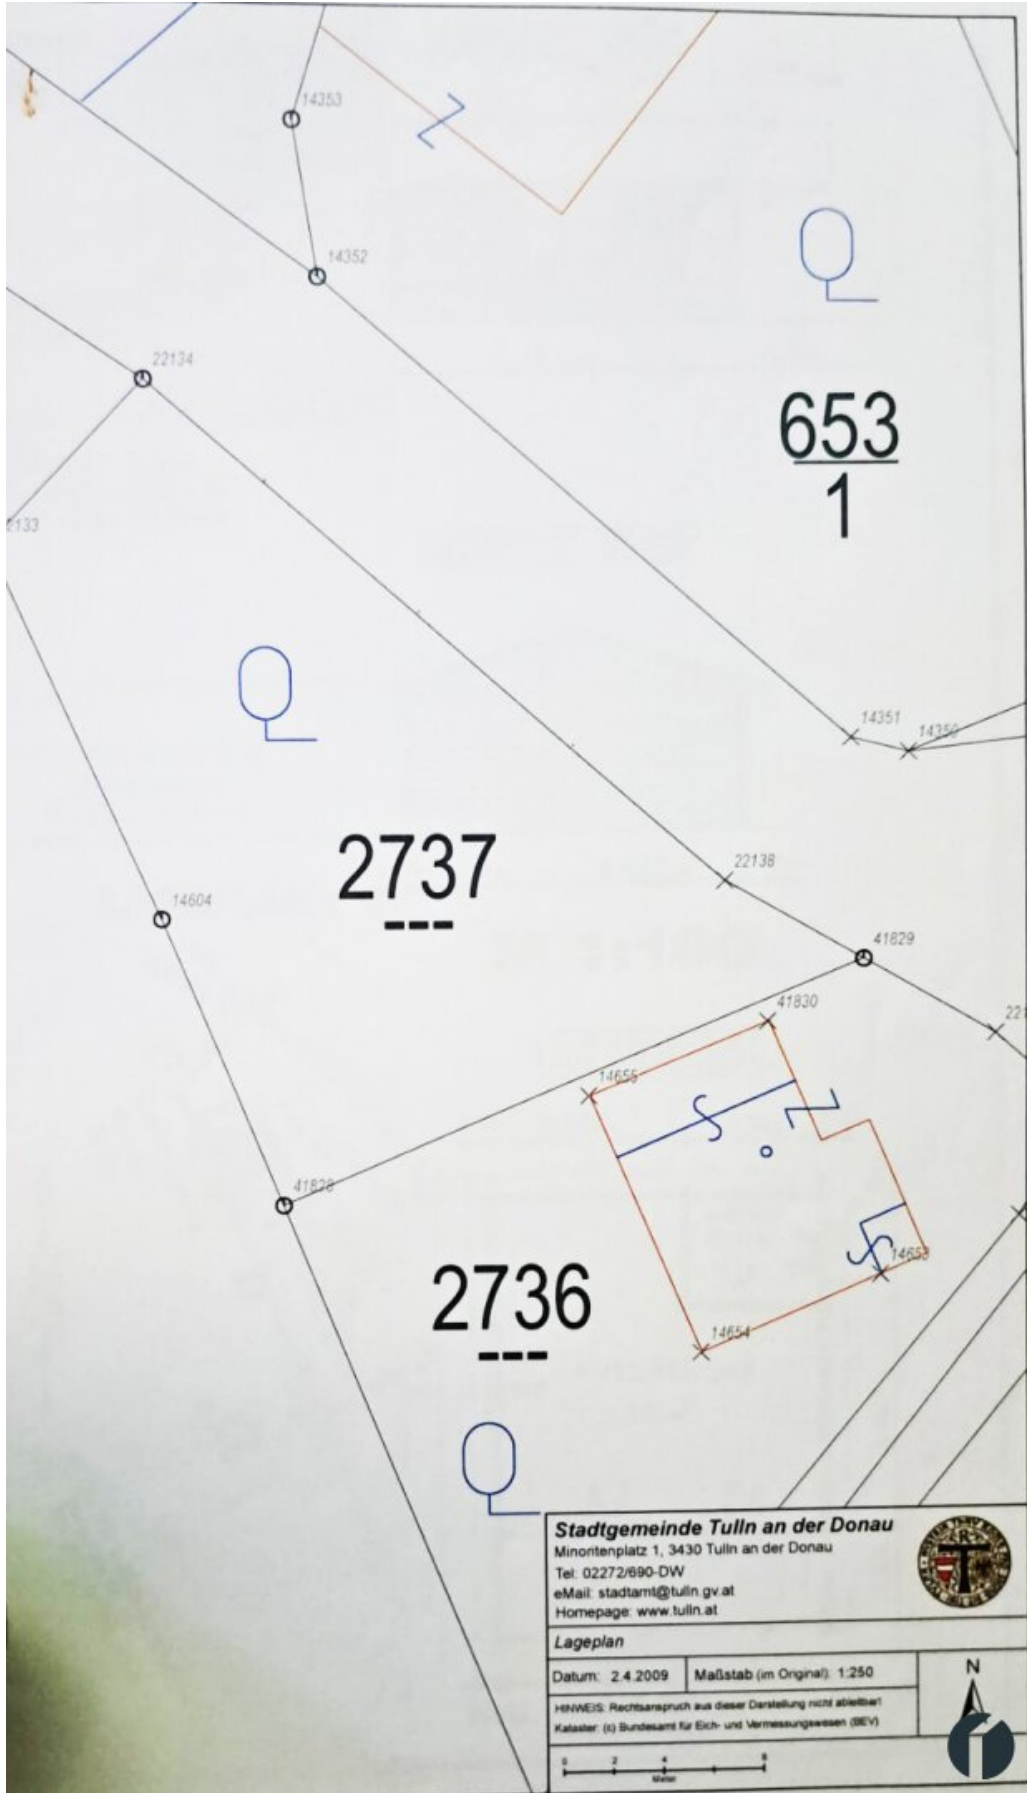 14353
14352
22134
653
1
2133
14351
14350
2737
---
22138
14604
41829
41830
14655
41828
14653
2736
---
14654
Stadtgemeinde Tulln an der Donau
Minoritenplatz 1, 3430 Tulln an der Donau
Tel: 02272/690-DW
eMail: stadtamt@tulln.gv.at
Homepage: www.tulln.at
Lageplan
Datum: 2.4.2009 Maßstab (im Original): 1:250
N
HINWEIS: Rechtsanspruch aus dieser Darstellung nicht ableitbar!
Kataster: (c) Bundesamt für Eich- und Vermessungswesen (BEV)
0 2 4 8
Meter